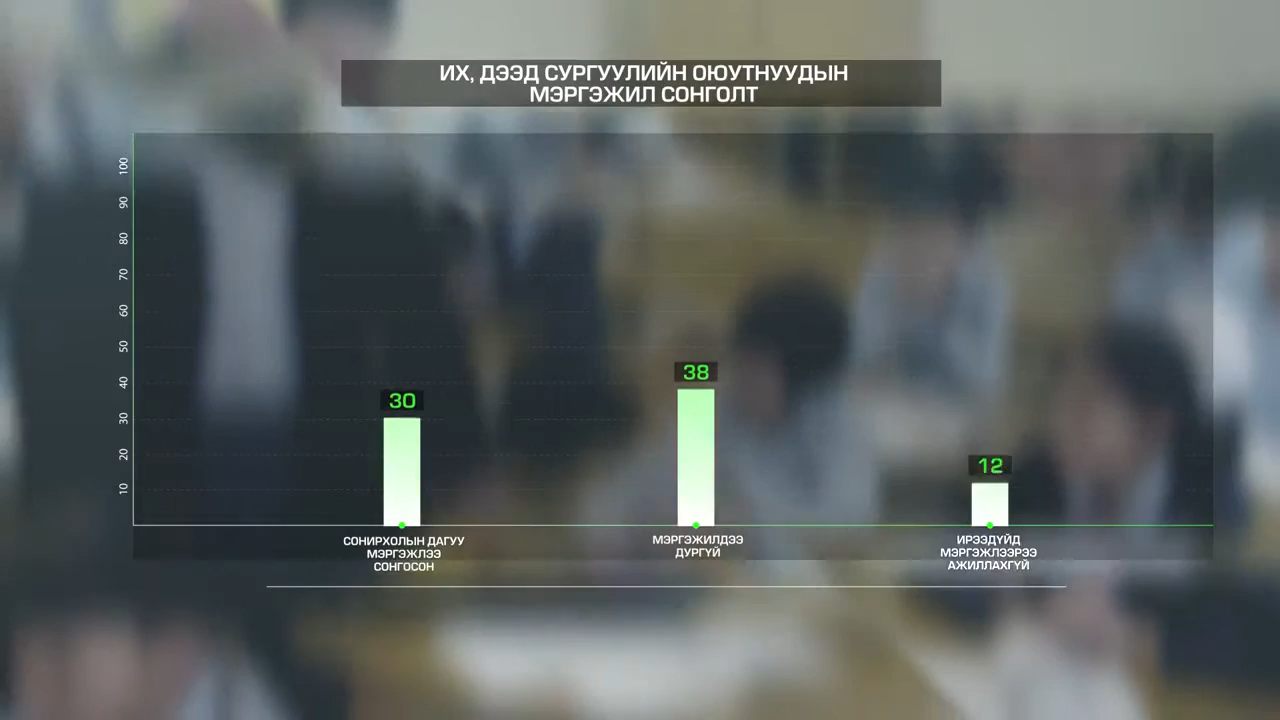 ИХ, ДЭЭД СУРГУУЛИЙН ОЮУТНУУДЫН
МЭРГЭЖИЛ СОНГОЛТ
100
90
80
70
60
50
40
30
20
10
30
38
12
СОНИРХОЛЫН ДАГУУ
МЭРГЭЖЛЭЭ
СОНГОСОН
МЭРГЭЖИЛДЭЭ
ДУРГҮЙ
ИРЭЭДҮЙД
МЭРГЭЖЛЭЭРЭЭ
АЖИЛЛАХГҮЙ